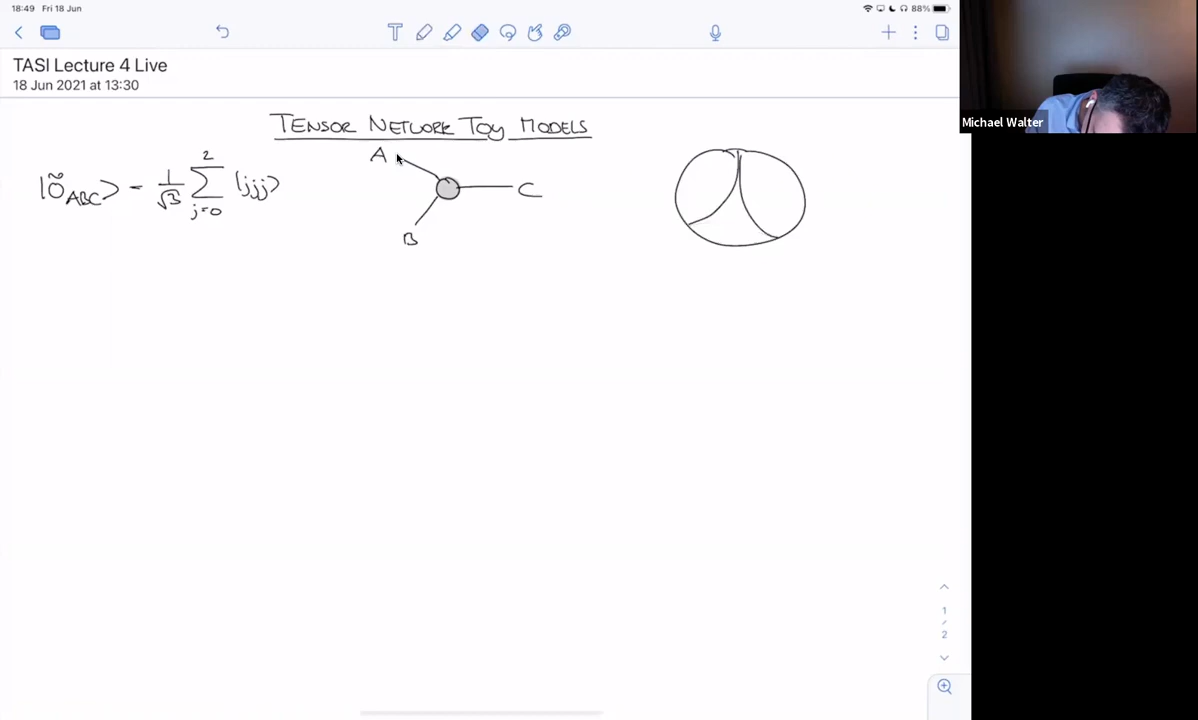 18:49 Fri 18 Jun
88%
TASI Lecture 4 Live
18 Jun 2021 at 13:30
Michael Walter
TENSOR NETWORK TOY MODELS
|õ_ABC⟩ = 1/√3 ∑_{j=0}^{2} |jjj⟩
A
B
C
1
/
2